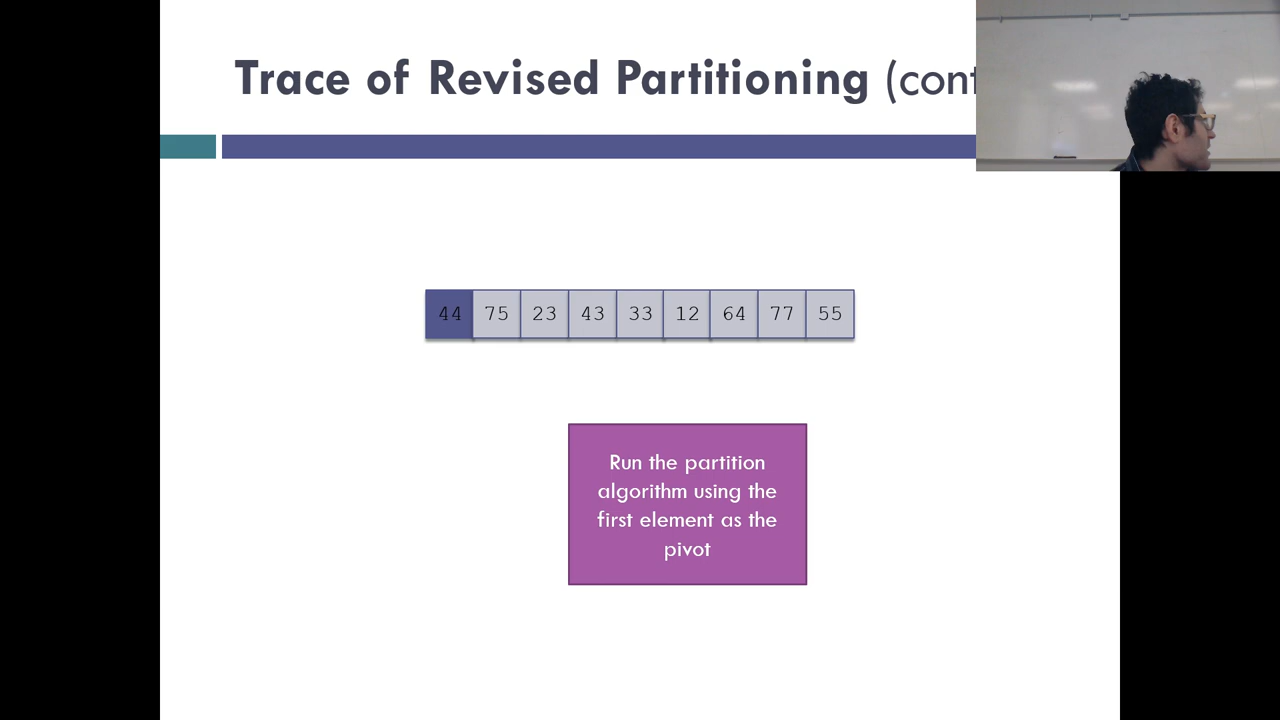 Trace of Revised Partitioning (cont
44 75 23 43 33 12 64 77 55
Run the partition
algorithm using the
first element as the
pivot